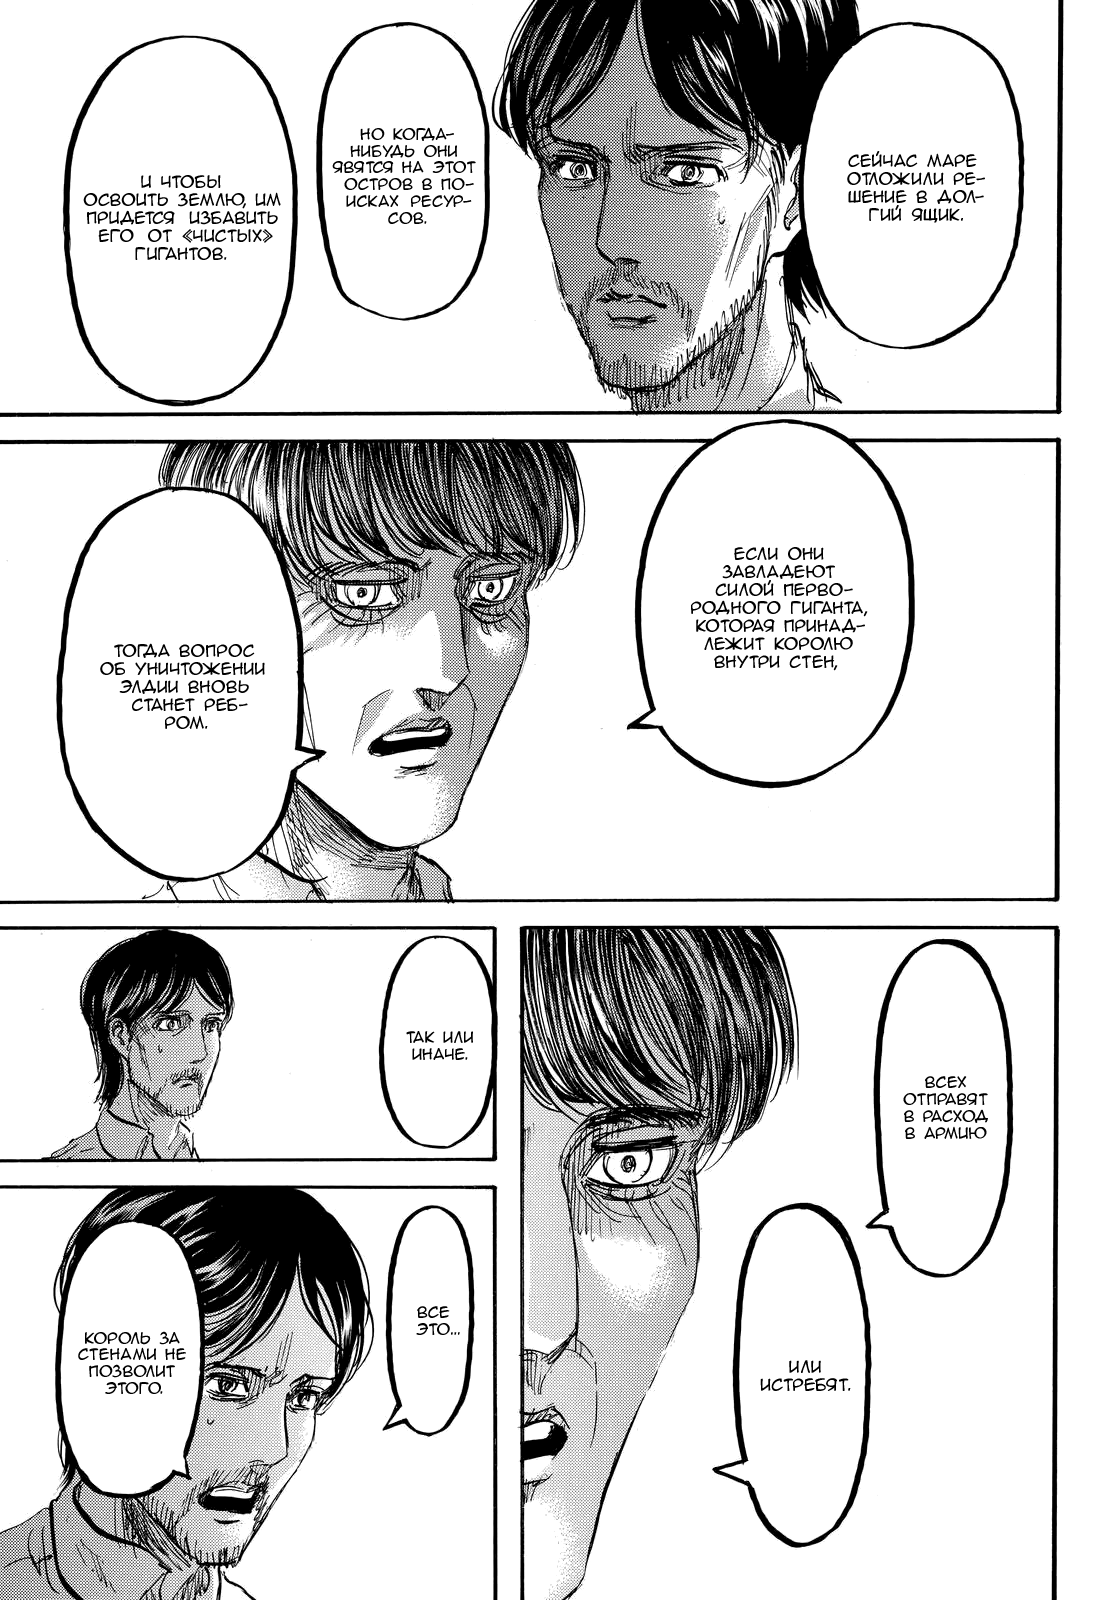 СЕЙЧАС МАРЕ
ОТЛОЖИЛИ РЕ-
ШЕНИЕ В ДОЛ-
ГИЙ ЯЩИК.
НО КОГДА-
НИБУДЬ ОНИ
ЯВЯТСЯ НА ЭТОТ
ОСТРОВ В ПО-
ИСКАХ РЕСУР-
СОВ.
И ЧТОБЫ
ОСВОИТЬ ЗЕМЛЮ, ИМ
ПРИДЕТСЯ ИЗБАВИТЬ
ЕГО ОТ «ЧИСТЫХ»
ГИГАНТОВ.
ЕСЛИ ОНИ
ЗАВЛАДЕЮТ
СИЛОЙ ПЕРВО-
РОДНОГО ГИГАНТА,
КОТОРАЯ ПРИНАД-
ЛЕЖИТ КОРОЛЮ
ВНУТРИ СТЕН,
ТОГДА ВОПРОС
ОБ УНИЧТОЖЕНИИ
ЭЛДИИ ВНОВЬ
СТАНЕТ РЕБ-
РОМ.
ВСЕХ
ОТПРАВЯТ
В РАСХОД
В АРМИЮ
ИЛИ
ИСТРЕБЯТ.
ТАК ИЛИ
ИНАЧЕ.
ВСЕ
ЭТО...
КОРОЛЬ ЗА
СТЕНАМИ НЕ
ПОЗВОЛИТ
ЭТОГО.